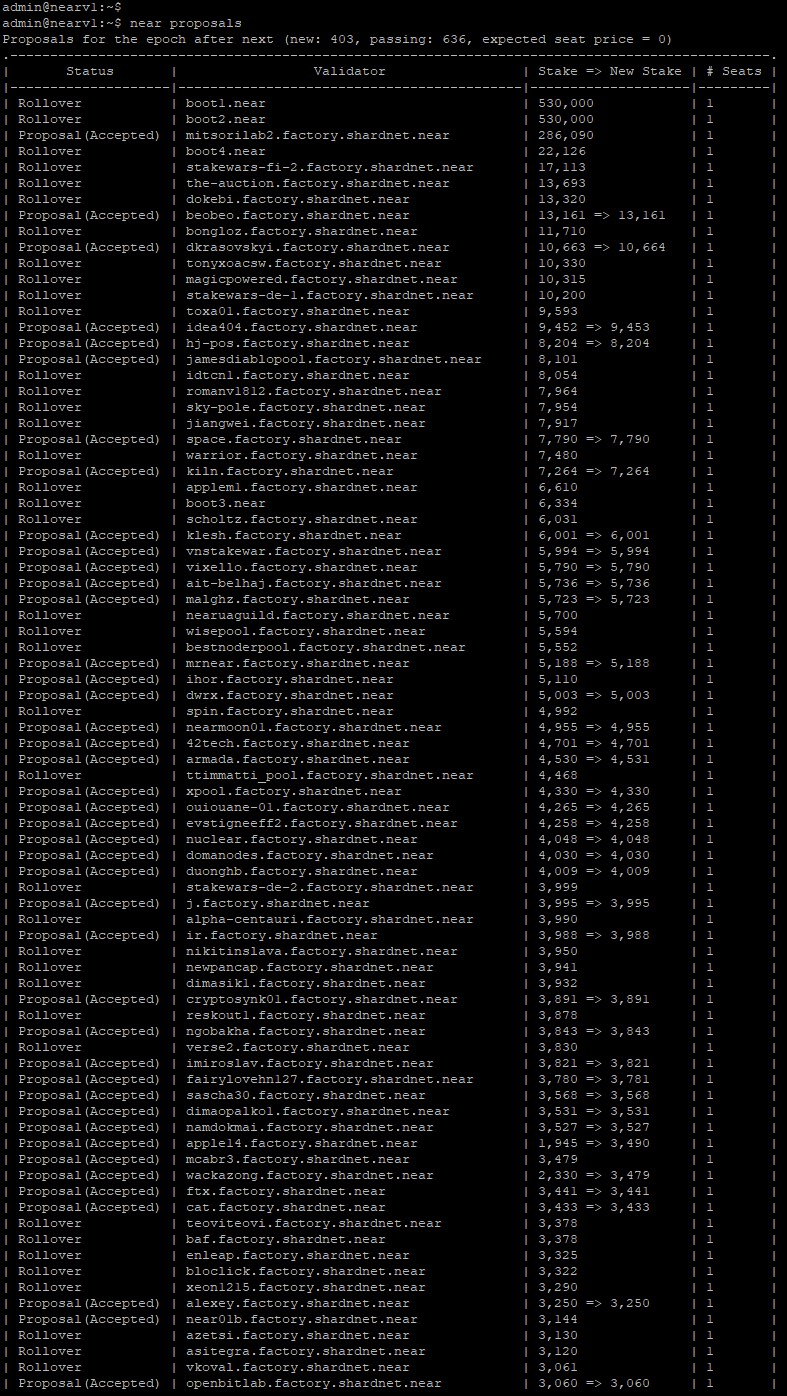 admin@nearv1:~$
admin@nearv1:~$ near proposals
Proposals for the epoch after next (new: 403, passing: 636, expected seat price = 0)
.------------------------------------------------------------------------------------------------.
| Status | Validator | Stake => New Stake | # Seats |
|--------------------|-------------------------------------------|--------------------|---------|
| Rollover | boot1.near | 530,000 | 1 |
| Rollover | boot2.near | 530,000 | 1 |
| Proposal(Accepted) | mitsorilab2.factory.shardnet.near | 286,090 | 1 |
| Rollover | boot4.near | 22,126 | 1 |
| Rollover | stakewars-fi-2.factory.shardnet.near | 17,113 | 1 |
| Rollover | the-auction.factory.shardnet.near | 13,693 | 1 |
| Rollover | dokebi.factory.shardnet.near | 13,320 | 1 |
| Proposal(Accepted) | beobeo.factory.shardnet.near | 13,161 => 13,161 | 1 |
| Rollover | bongloz.factory.shardnet.near | 11,710 | 1 |
| Proposal(Accepted) | dkrasovskyi.factory.shardnet.near | 10,663 => 10,664 | 1 |
| Rollover | tonyxoacsw.factory.shardnet.near | 10,330 | 1 |
| Rollover | magicpowered.factory.shardnet.near | 10,315 | 1 |
| Rollover | stakewars-de-1.factory.shardnet.near | 10,200 | 1 |
| Rollover | toxa01.factory.shardnet.near | 9,593 | 1 |
| Proposal(Accepted) | idea404.factory.shardnet.near | 9,452 => 9,453 | 1 |
| Proposal(Accepted) | hj-pos.factory.shardnet.near | 8,204 => 8,204 | 1 |
| Proposal(Accepted) | jamesdiablopool.factory.shardnet.near | 8,101 | 1 |
| Rollover | idtcn1.factory.shardnet.near | 8,054 | 1 |
| Rollover | romanv1812.factory.shardnet.near | 7,964 | 1 |
| Rollover | sky-pole.factory.shardnet.near | 7,954 | 1 |
| Rollover | jiangwei.factory.shardnet.near | 7,917 | 1 |
| Proposal(Accepted) | space.factory.shardnet.near | 7,790 => 7,790 | 1 |
| Rollover | warrior.factory.shardnet.near | 7,480 | 1 |
| Proposal(Accepted) | kiln.factory.shardnet.near | 7,264 => 7,264 | 1 |
| Rollover | applem1.factory.shardnet.near | 6,610 | 1 |
| Rollover | boot3.near | 6,334 | 1 |
| Rollover | scholtz.factory.shardnet.near | 6,031 | 1 |
| Proposal(Accepted) | klesh.factory.shardnet.near | 6,001 => 6,001 | 1 |
| Proposal(Accepted) | vnstakewar.factory.shardnet.near | 5,994 => 5,994 | 1 |
| Proposal(Accepted) | vixello.factory.shardnet.near | 5,790 => 5,790 | 1 |
| Proposal(Accepted) | ait-belhaj.factory.shardnet.near | 5,736 => 5,736 | 1 |
| Proposal(Accepted) | malghz.factory.shardnet.near | 5,723 => 5,723 | 1 |
| Rollover | nearuaguild.factory.shardnet.near | 5,700 | 1 |
| Rollover | wisepool.factory.shardnet.near | 5,594 | 1 |
| Rollover | bestnoderpool.factory.shardnet.near | 5,552 | 1 |
| Proposal(Accepted) | mrnear.factory.shardnet.near | 5,188 => 5,188 | 1 |
| Proposal(Accepted) | ihor.factory.shardnet.near | 5,110 | 1 |
| Proposal(Accepted) | dwrx.factory.shardnet.near | 5,003 => 5,003 | 1 |
| Rollover | spin.factory.shardnet.near | 4,992 | 1 |
| Proposal(Accepted) | nearmoon01.factory.shardnet.near | 4,955 => 4,955 | 1 |
| Proposal(Accepted) | 42tech.factory.shardnet.near | 4,701 => 4,701 | 1 |
| Proposal(Accepted) | armada.factory.shardnet.near | 4,530 => 4,531 | 1 |
| Rollover | ttimmatti_pool.factory.shardnet.near | 4,468 | 1 |
| Proposal(Accepted) | xpool.factory.shardnet.near | 4,330 => 4,330 | 1 |
| Proposal(Accepted) | ouiouane-01.factory.shardnet.near | 4,265 => 4,265 | 1 |
| Proposal(Accepted) | evstigneeff2.factory.shardnet.near | 4,258 => 4,258 | 1 |
| Proposal(Accepted) | nuclear.factory.shardnet.near | 4,048 => 4,048 | 1 |
| Proposal(Accepted) | domanodes.factory.shardnet.near | 4,030 => 4,030 | 1 |
| Proposal(Accepted) | duonghb.factory.shardnet.near | 4,009 => 4,009 | 1 |
| Rollover | stakewars-de-2.factory.shardnet.near | 3,999 | 1 |
| Proposal(Accepted) | j.factory.shardnet.near | 3,995 => 3,995 | 1 |
| Rollover | alpha-centauri.factory.shardnet.near | 3,990 | 1 |
| Proposal(Accepted) | ir.factory.shardnet.near | 3,988 => 3,988 | 1 |
| Rollover | nikitinslava.factory.shardnet.near | 3,950 | 1 |
| Rollover | newpancap.factory.shardnet.near | 3,941 | 1 |
| Rollover | dimasik1.factory.shardnet.near | 3,932 | 1 |
| Proposal(Accepted) | cryptosynk01.factory.shardnet.near | 3,891 => 3,891 | 1 |
| Rollover | reskout1.factory.shardnet.near | 3,878 | 1 |
| Proposal(Accepted) | ngobakha.factory.shardnet.near | 3,843 => 3,843 | 1 |
| Rollover | verse2.factory.shardnet.near | 3,830 | 1 |
| Proposal(Accepted) | imiroslav.factory.shardnet.near | 3,821 => 3,821 | 1 |
| Proposal(Accepted) | fairylovehn127.factory.shardnet.near | 3,780 => 3,781 | 1 |
| Proposal(Accepted) | sascha30.factory.shardnet.near | 3,568 => 3,568 | 1 |
| Proposal(Accepted) | dimaopalko1.factory.shardnet.near | 3,531 => 3,531 | 1 |
| Proposal(Accepted) | namdokmai.factory.shardnet.near | 3,527 => 3,527 | 1 |
| Proposal(Accepted) | apple14.factory.shardnet.near | 1,945 => 3,490 | 1 |
| Proposal(Accepted) | mcabr3.factory.shardnet.near | 3,479 | 1 |
| Proposal(Accepted) | wackazong.factory.shardnet.near | 2,330 => 3,479 | 1 |
| Proposal(Accepted) | ftx.factory.shardnet.near | 3,441 => 3,441 | 1 |
| Proposal(Accepted) | cat.factory.shardnet.near | 3,433 => 3,433 | 1 |
| Rollover | teoviteovi.factory.shardnet.near | 3,378 | 1 |
| Rollover | baf.factory.shardnet.near | 3,378 | 1 |
| Rollover | enleap.factory.shardnet.near | 3,325 | 1 |
| Rollover | bloclick.factory.shardnet.near | 3,322 | 1 |
| Rollover | xeon1215.factory.shardnet.near | 3,290 | 1 |
| Proposal(Accepted) | alexey.factory.shardnet.near | 3,250 => 3,250 | 1 |
| Proposal(Accepted) | near01b.factory.shardnet.near | 3,144 | 1 |
| Rollover | azetsi.factory.shardnet.near | 3,130 | 1 |
| Rollover | asitegra.factory.shardnet.near | 3,120 | 1 |
| Rollover | vkoval.factory.shardnet.near | 3,061 | 1 |
| Proposal(Accepted) | openbitlab.factory.shardnet.near | 3,060 => 3,060 | 1 |